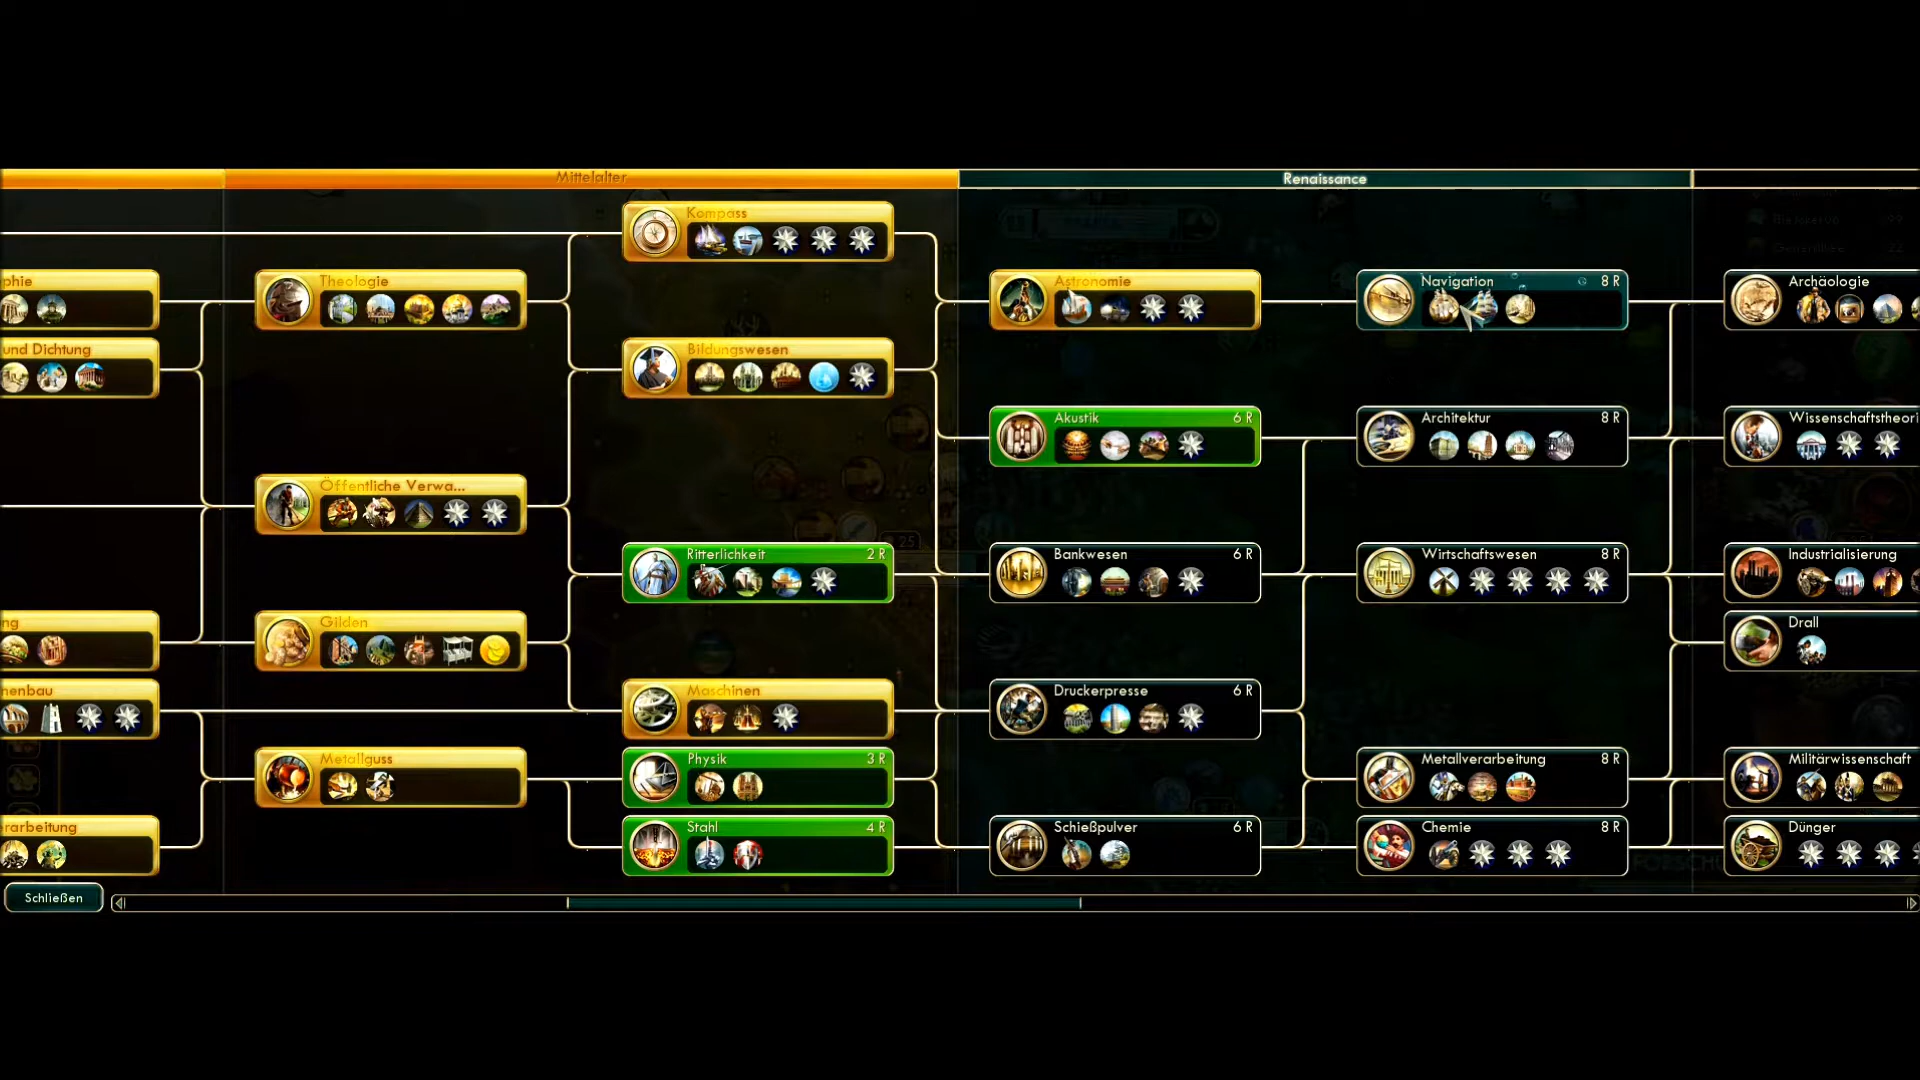 Mittelalter
Renaissance
Kompass
phie
Theologie
Astronomie
Navigation 8 R
Archäologie
und Dichtung
Bildungswesen
Akustik 6 R
Architektur 8 R
Wissenschaftstheori
Öffentliche Verwa...
Ritterlichkeit 2 R
Bankwesen 6 R
Wirtschaftswesen 8 R
Industrialisierung
ng
Gilden
Drall
nenbau
Maschinen
Druckerpresse 6 R
Metallguss
Physik 3 R
Metallverarbeitung 8 R
Militärwissenschaft
erarbeitung
Stahl 4 R
Schießpulver 6 R
Chemie 8 R
Dünger
Schließen